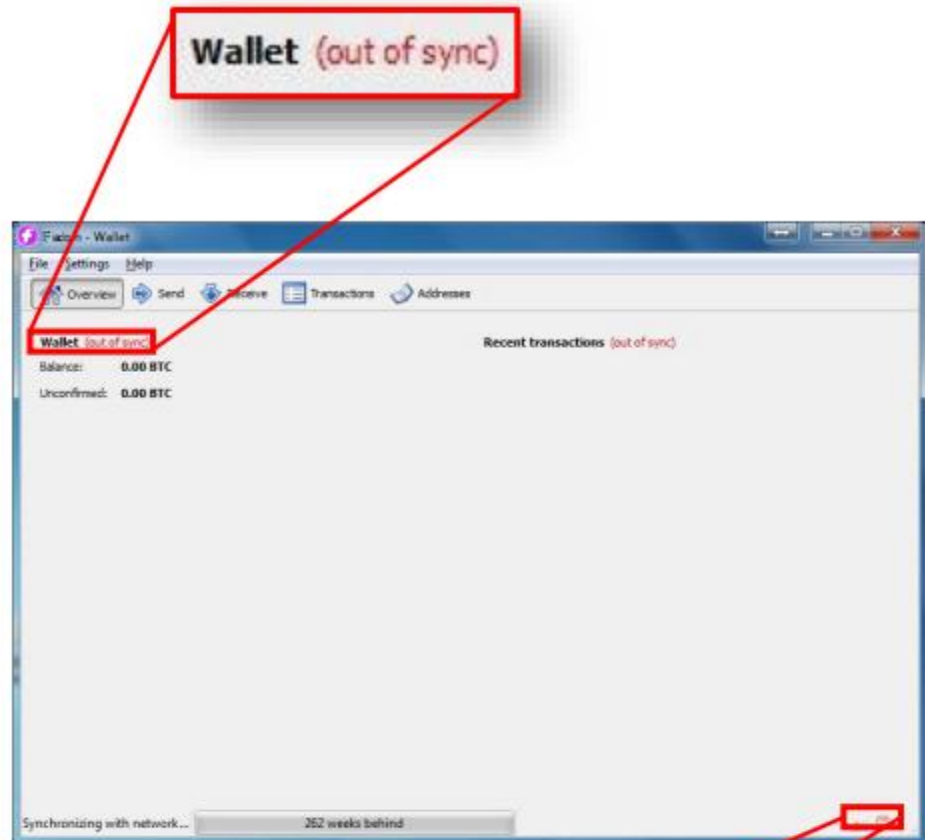 Wallet (out of sync)
- Wallet
File Settings Help
Overview Send Receive Transactions Addresses
Wallet (out of sync) Recent transactions (out of sync)
Balance: 0.00 BTC
Unconfirmed: 0.00 BTC
Synchronizing with network... 262 weeks behind